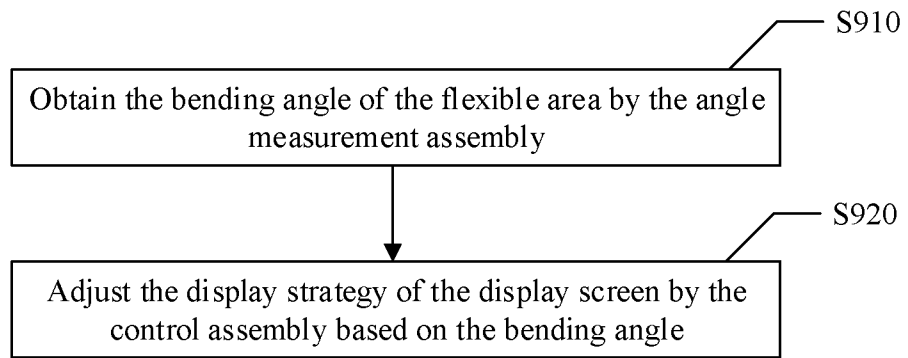 S910
Obtain the bending angle of the flexible area by the angle
measurement assembly
S920
Adjust the display strategy of the display screen by the
control assembly based on the bending angle